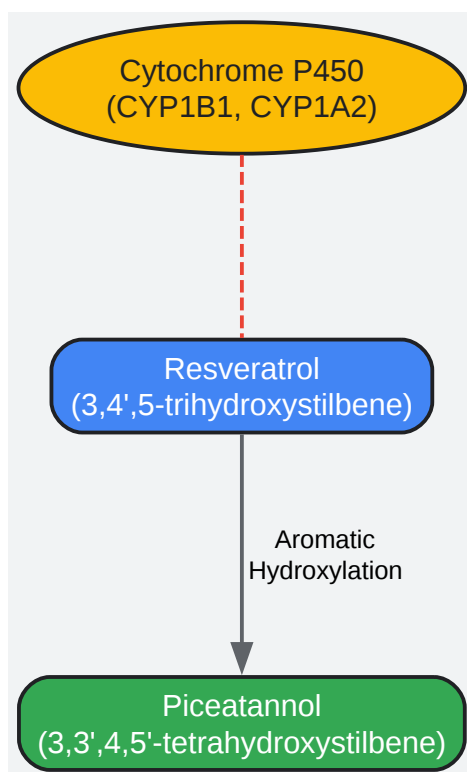 Cytochrome P450
(CYP1B1, CYP1A2)
Resveratrol
(3,4',5-trihydroxystilbene)
Aromatic
Hydroxylation
Piceatannol
(3,3',4,5'-tetrahydroxystilbene)